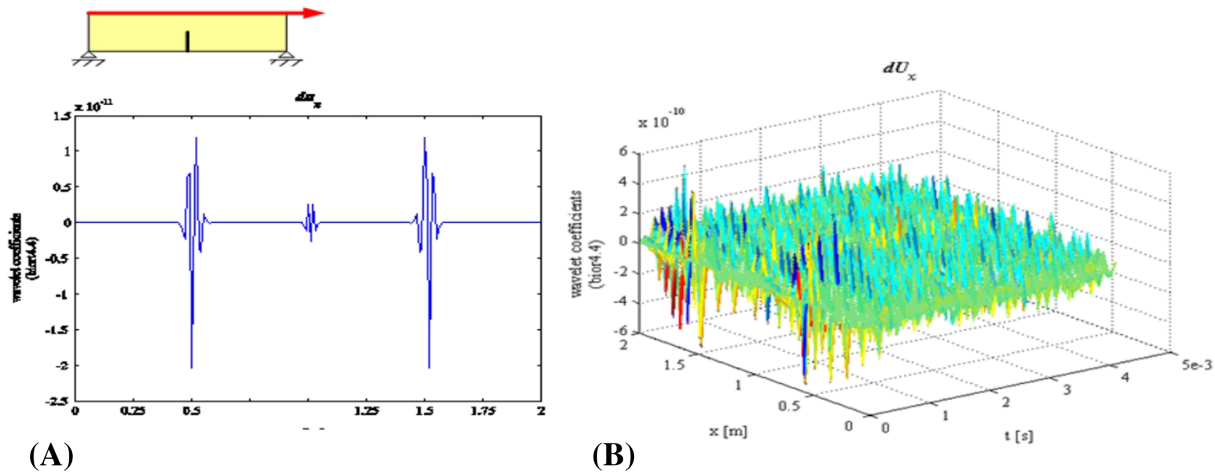 x 10⁻¹¹
du_x
1.5
1
0.5
0
-0.5
-1
-1.5
-2
-2.5
wavelet coefficients
(bior4.4)
0
0.25
0.5
1.25
1.5
1.75
2
(A)
dU_x
x 10⁻¹⁰
6
4
2
0
-2
-4
-6
wavelet coefficients
(bior4.4)
2
1.5
1
0.5
0
x [m]
0
1
2
3
4
5e-3
t [s]
(B)